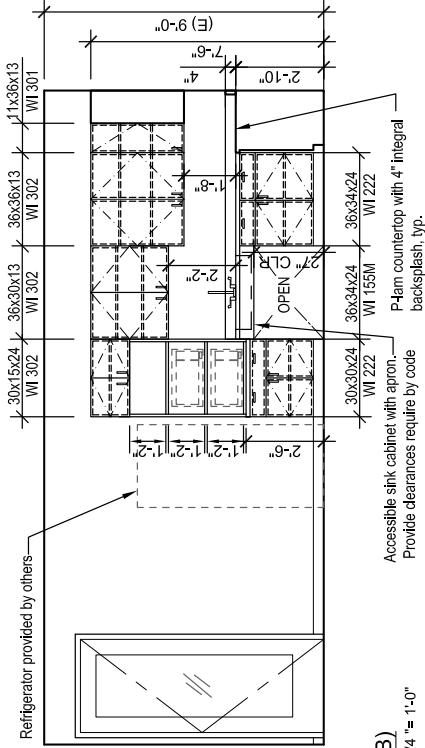 30x15x24
WI 302
36x30x13
WI 302
36x36x13
WI 302
11x36x13
WI 301
Refrigerator provided by others
(E) 9'-0"
7'-6"
4"
2'-10"
1'-8"
2'-2"
27" CLR
OPEN
1'-2"
1'-2"
1'-2"
2'-6"
30x30x24
WI 222
36x34x24
WI 155M
36x34x24
WI 222
Accessible sink cabinet with apron.
Provide clearances require by code
P-lam countertop with 4" integral
backsplash, typ.
B)
/4 "= 1'-0"